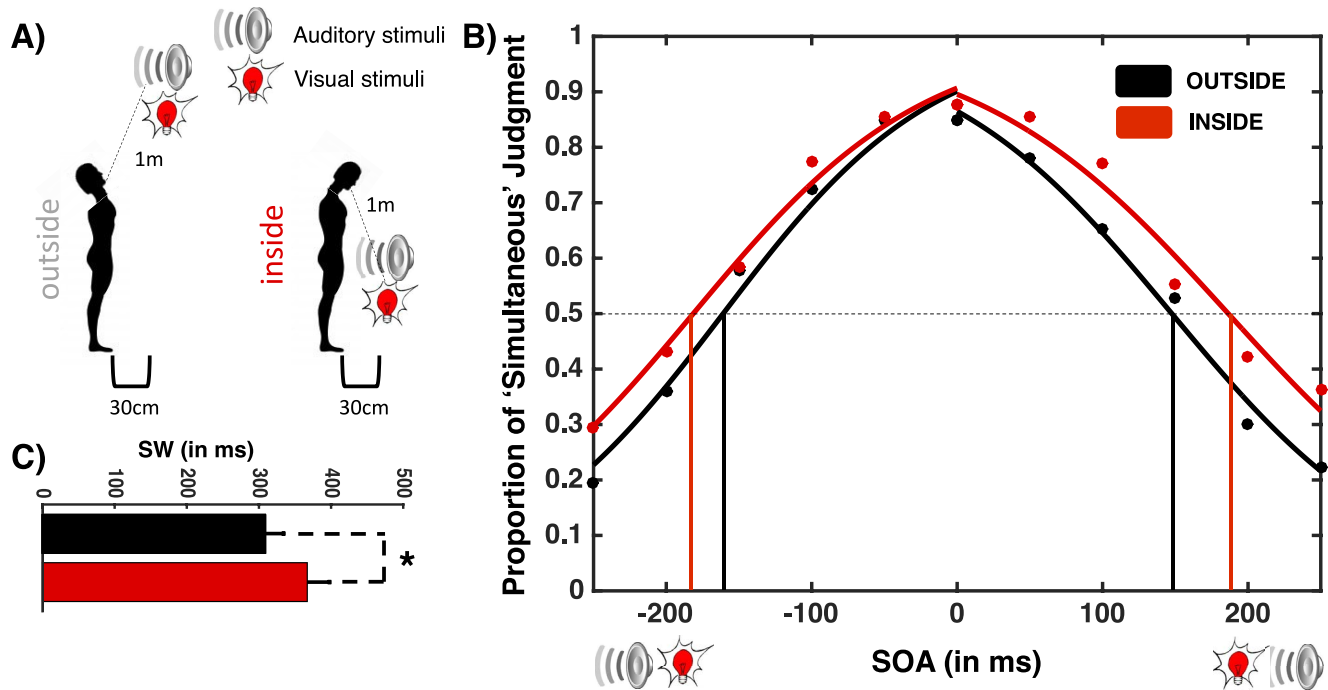 A)
Auditory stimuli
Visual stimuli
1m
outside
30cm
1m
inside
30cm
B)
Proportion of 'Simultaneous' Judgment
1
0.9
0.8
0.7
0.6
0.5
0.4
0.3
0.2
0.1
0
OUTSIDE
INSIDE
-200 -100 0 100 200
SOA (in ms)
C)
SW (in ms)
0 100 200 300 400 500
*